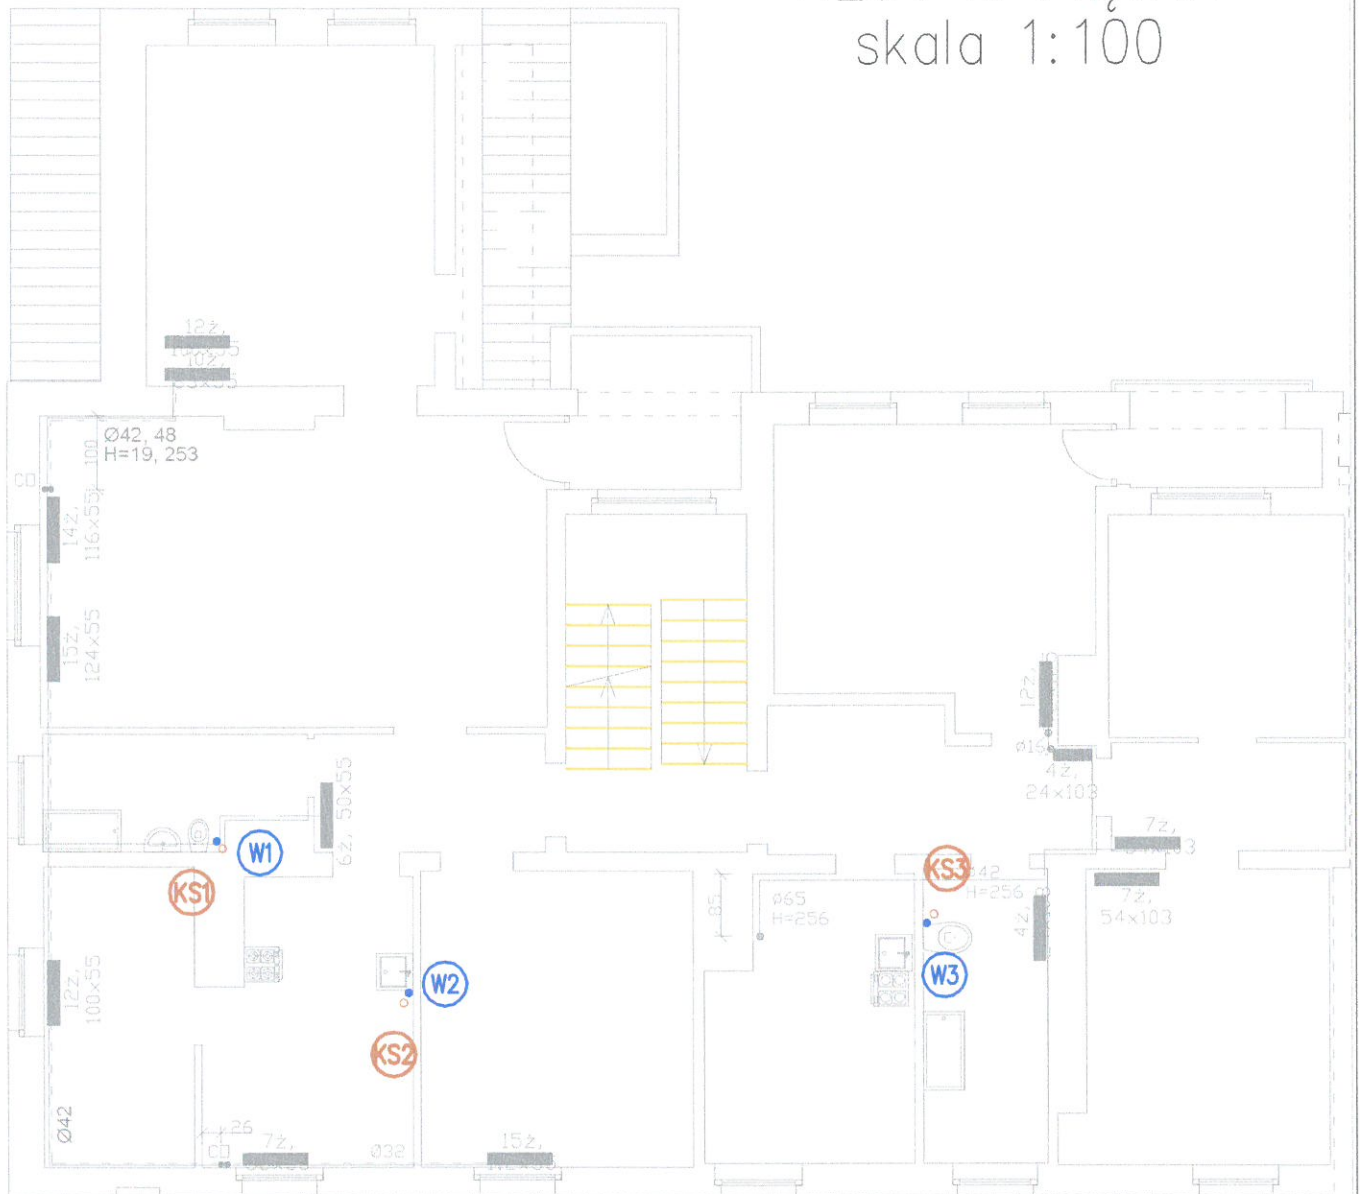 skala 1:100
12ż,
10ż,
Ø42, 48
H=19, 253
100
CO
14ż,
116x55
15ż,
124x55
12ż,
Ø16
4ż,
24x103
6ż, 50x55
7ż,
W1
KS1
KS3
Ø42
H=256
Ø65
H=256
85
4ż,
7ż,
54x103
W2
W3
12ż,
100x55
KS2
Ø42
26
CO
7ż,
Ø32
15ż,